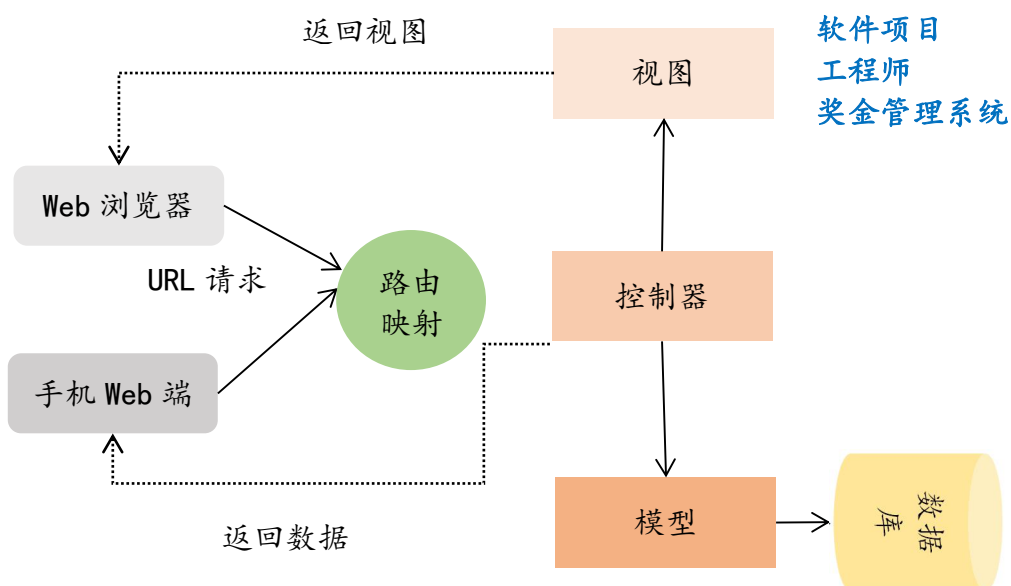 返回视图
视图
软件项目
工程师
奖金管理系统
Web 浏览器
URL 请求
路由
映射
控制器
手机 Web 端
返回数据
模型
数据
库